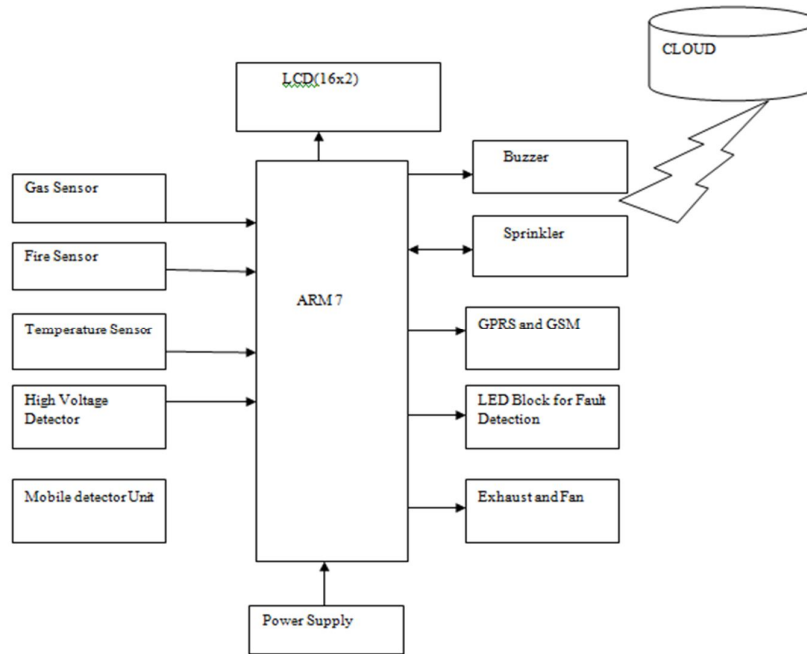 CLOUD
LCD(16x2)
Buzzer
Gas Sensor
Sprinkler
Fire Sensor
ARM 7
GPRS and GSM
Temperature Sensor
High Voltage
Detector
LED Block for Fault
Detection
Mobile detector Unit
Exhaust and Fan
Power Supply